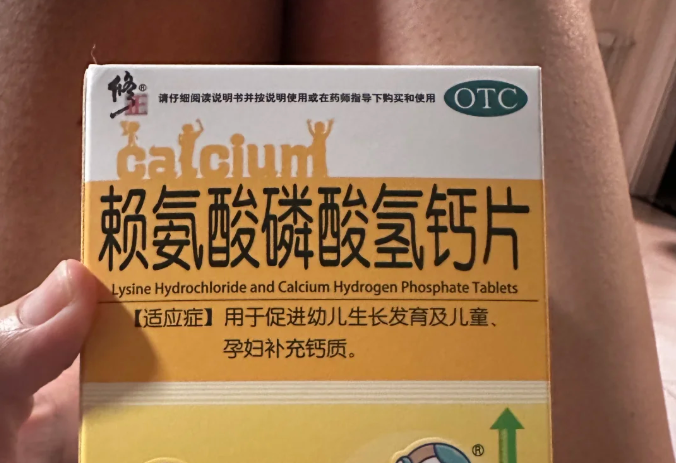 修正®
请仔细阅读说明书并按说明使用或在药师指导下购买和使用
OTC
calcium
赖氨酸磷酸氢钙片
Lysine Hydrochloride and Calcium Hydrogen Phosphate Tablets
【适应症】用于促进幼儿生长发育及儿童、
孕妇补充钙质。
®